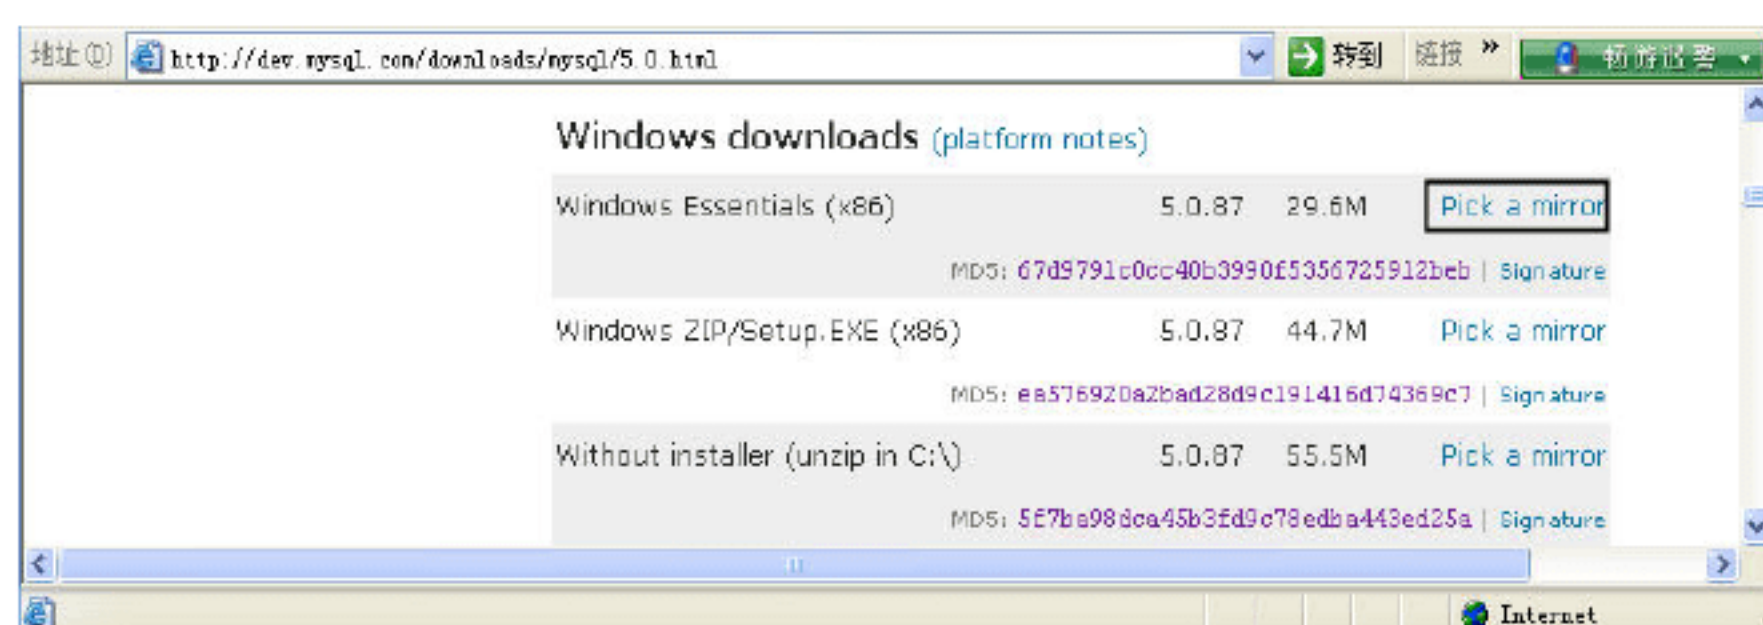 地址(D) http://dev.mysql.com/downloads/mysql/5.0.html 转到 链接 »
Windows downloads (platform notes)
Windows Essentials (x86) 5.0.87 29.6M Pick a mirror
MD5: 67d9791c0cc40b3990f5356725912beb | Signature
Windows ZIP/Setup.EXE (x86) 5.0.87 44.7M Pick a mirror
MD5: ea576920a2bad28d9c191416d74369c7 | Signature
Without installer (unzip in C:\) 5.0.87 55.5M Pick a mirror
MD5: 5f7ba98dca45b3fd9c78edba443ed25a | Signature
Internet